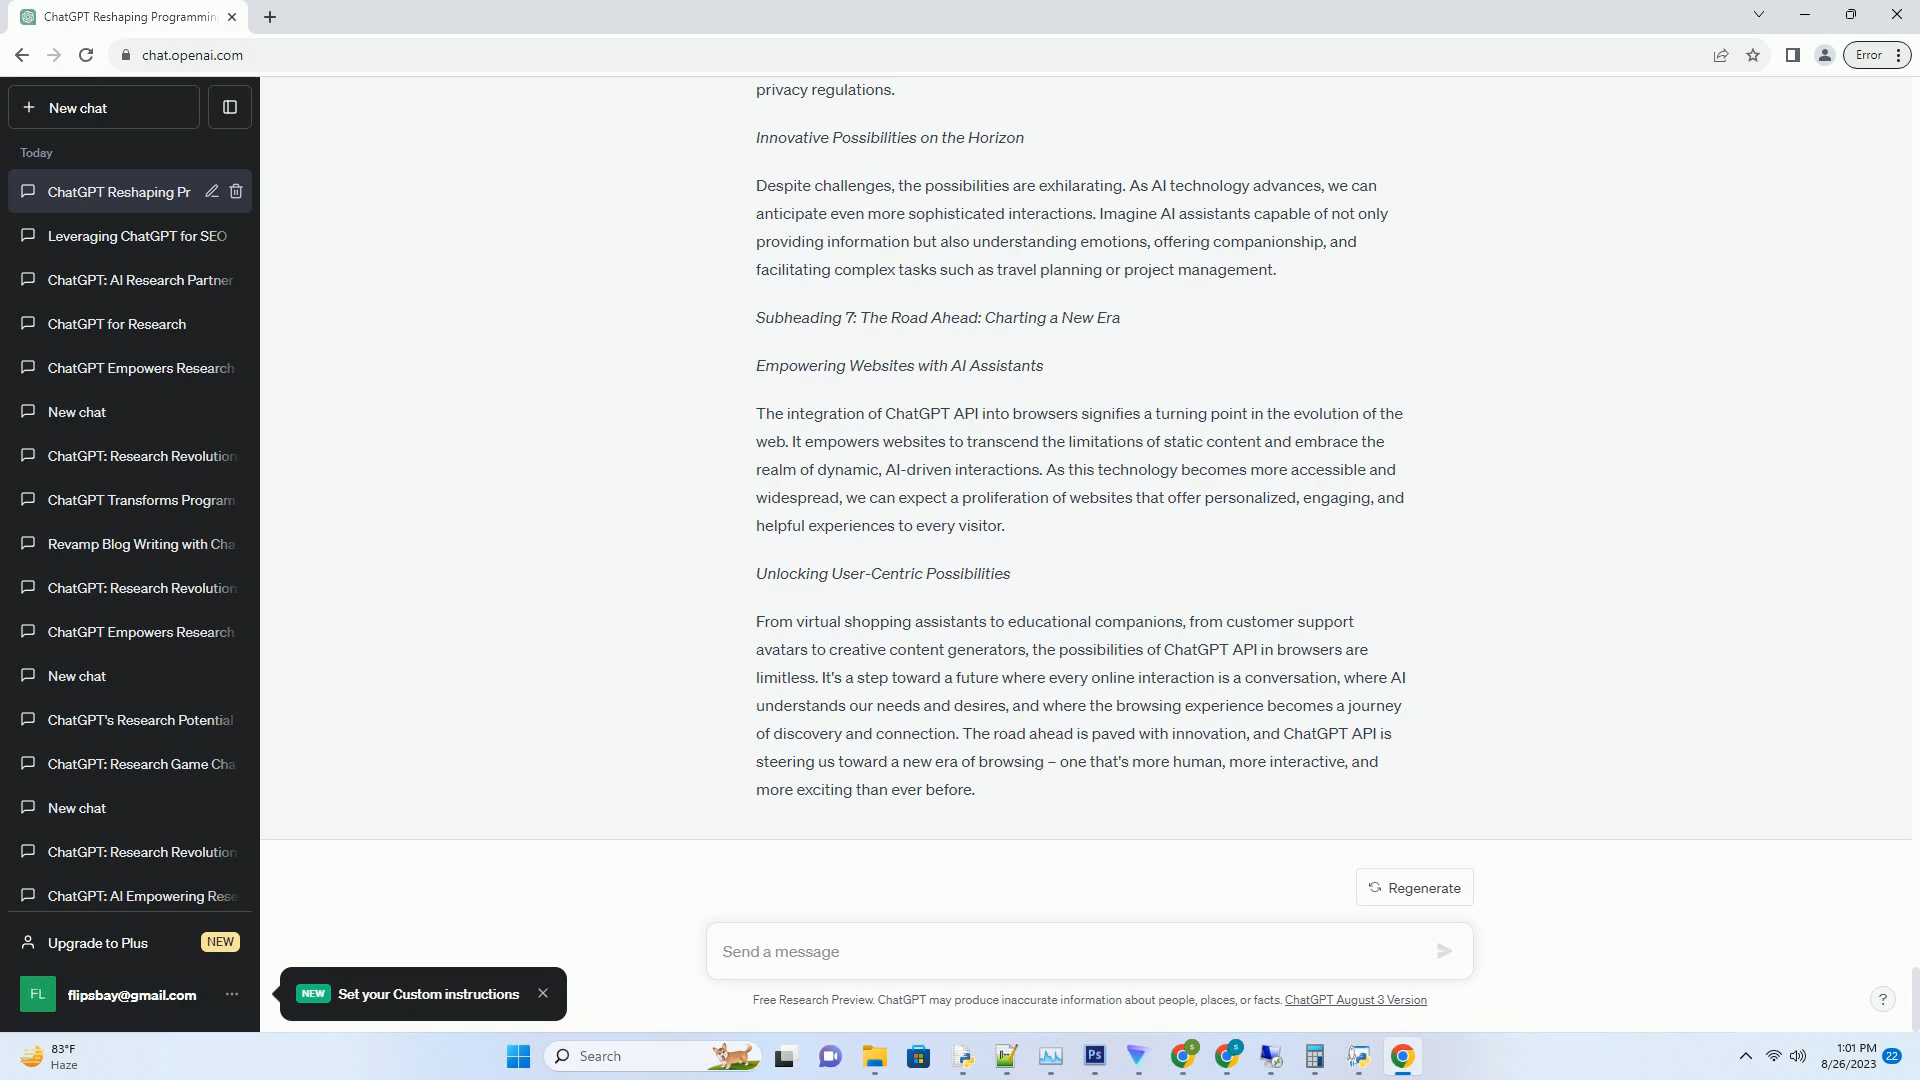 ChatGPT Reshaping Programmin
chat.openai.com
Error
New chat
Today
ChatGPT Reshaping Pr
Leveraging ChatGPT for SEO
ChatGPT: AI Research Partner
ChatGPT for Research
ChatGPT Empowers Research
New chat
ChatGPT: Research Revolution
ChatGPT Transforms Program
Revamp Blog Writing with Cha
ChatGPT: Research Revolution
ChatGPT Empowers Research
New chat
ChatGPT's Research Potential
ChatGPT: Research Game Cha
New chat
ChatGPT: Research Revolution
ChatGPT: AI Empowering Rese
Upgrade to Plus NEW
FL flipsbay@gmail.com
NEW Set your Custom instructions
privacy regulations.
Innovative Possibilities on the Horizon
Despite challenges, the possibilities are exhilarating. As AI technology advances, we can
anticipate even more sophisticated interactions. Imagine AI assistants capable of not only
providing information but also understanding emotions, offering companionship, and
facilitating complex tasks such as travel planning or project management.
Subheading 7: The Road Ahead: Charting a New Era
Empowering Websites with AI Assistants
The integration of ChatGPT API into browsers signifies a turning point in the evolution of the
web. It empowers websites to transcend the limitations of static content and embrace the
realm of dynamic, AI-driven interactions. As this technology becomes more accessible and
widespread, we can expect a proliferation of websites that offer personalized, engaging, and
helpful experiences to every visitor.
Unlocking User-Centric Possibilities
From virtual shopping assistants to educational companions, from customer support
avatars to creative content generators, the possibilities of ChatGPT API in browsers are
limitless. It's a step toward a future where every online interaction is a conversation, where AI
understands our needs and desires, and where the browsing experience becomes a journey
of discovery and connection. The road ahead is paved with innovation, and ChatGPT API is
steering us toward a new era of browsing – one that's more human, more interactive, and
more exciting than ever before.
Regenerate
Send a message
Free Research Preview. ChatGPT may produce inaccurate information about people, places, or facts. ChatGPT August 3 Version
?
83°F
Haze
Search
Ps
S
S
1:01 PM
8/26/2023
22